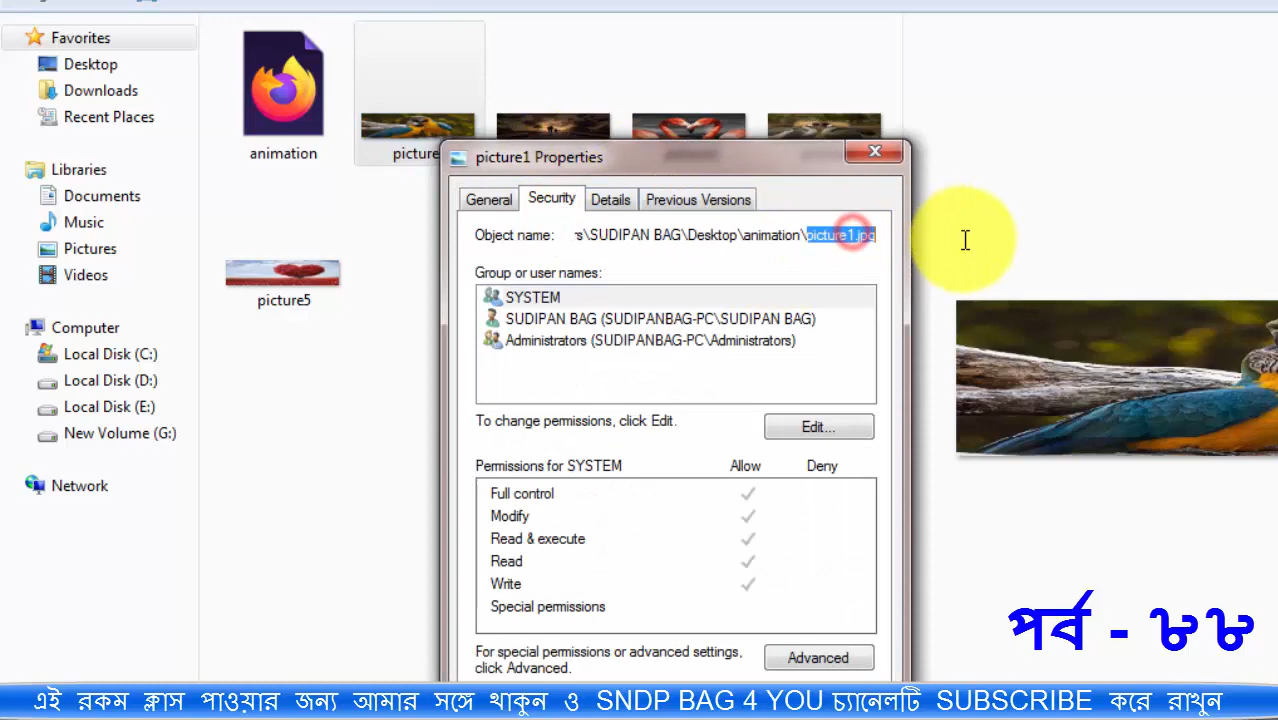 Favorites
Desktop
Downloads
Recent Places
Libraries
Documents
Music
Pictures
Videos
Computer
Local Disk (C:)
Local Disk (D:)
Local Disk (E:)
New Volume (G:)
Network
animation
picture
picture5
picture1 Properties
General Security Details Previous Versions
Object name: s\SUDIPAN BAG\Desktop\animation\picture1.jpg
Group or user names:
SYSTEM
SUDIPAN BAG (SUDIPANBAG-PC\SUDIPAN BAG)
Administrators (SUDIPANBAG-PC\Administrators)
To change permissions, click Edit.
Edit...
Permissions for SYSTEM Allow Deny
Full control
Modify
Read & execute
Read
Write
Special permissions
For special permissions or advanced settings,
click Advanced.
Advanced
পর্ব - ৮৮
এই রকম ক্লাস পাওয়ার জন্য আমার সঙ্গে থাকুন ও SNDP BAG 4 YOU চ্যানেলটি SUBSCRIBE করে রাখুন